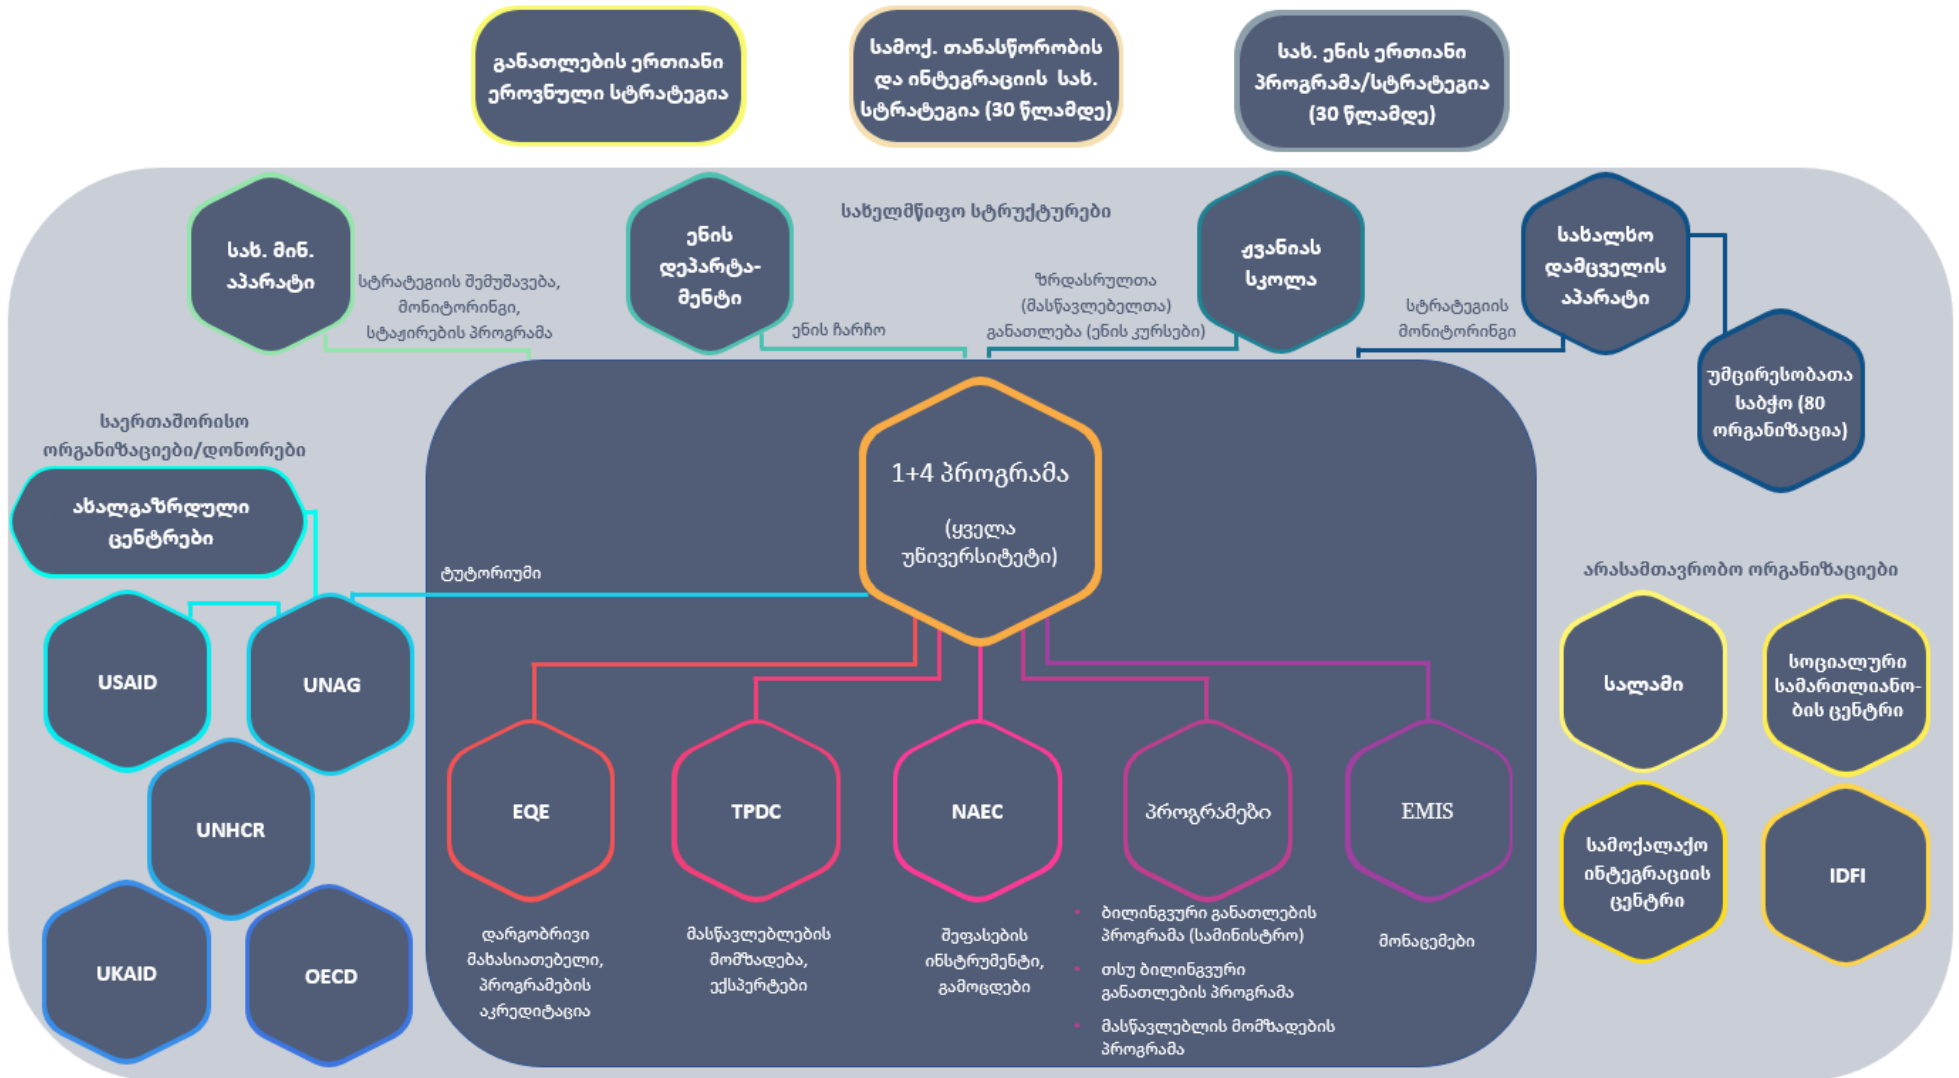 განათლების ერთიანი
ეროვნული სტრატეგია
სამოქ. თანასწორობის
და ინტეგრაციის სახ.
სტრატეგია (30 წლამდე)
სახ. ენის ერთიანი
პროგრამა/სტრატეგია
(30 წლამდე)
სახელმწიფო სტრუქტურები
სახ. მინ.
აპარატი
სტრატეგიის შემუშავება,
მონიტორინგი,
სტაჟირების პროგრამა
ენის
დეპარტა-
მენტი
ენის ჩარჩო
ზრდასრულთა
(მასწავლებელთა)
განათლება (ენის კურსები)
ჟვანიას
სკოლა
სტრატეგიის
მონიტორინგი
სახალხო
დამცველის
აპარატი
უმცირესობათა
საბჭო (80
ორგანიზაცია)
საერთაშორისო
ორგანიზაციები/დონორები
ახალგაზრდული
ცენტრები
ტუტორიუმი
1+4 პროგრამა
(ყველა
უნივერსიტეტი)
არასამთავრობო ორგანიზაციები
USAID
UNAG
UNHCR
UKAID
OECD
EQE
დარგობრივი
მახასიათებელი,
პროგრამების
აკრედიტაცია
TPDC
მასწავლებლების
მომზადება,
ექსპერტები
NAEC
შეფასების
ინსტრუმენტი,
გამოცდები
პროგრამები
• ბილინგვური განათლების
პროგრამა (სამინისტრო)
• თსუ ბილინგვური
განათლების პროგრამა
• მასწავლებლის მომზადების
პროგრამა
EMIS
მონაცემები
სალამი
სოციალური
სამართლიანო-
ბის ცენტრი
სამოქალაქო
ინტეგრაციის
ცენტრი
IDFI